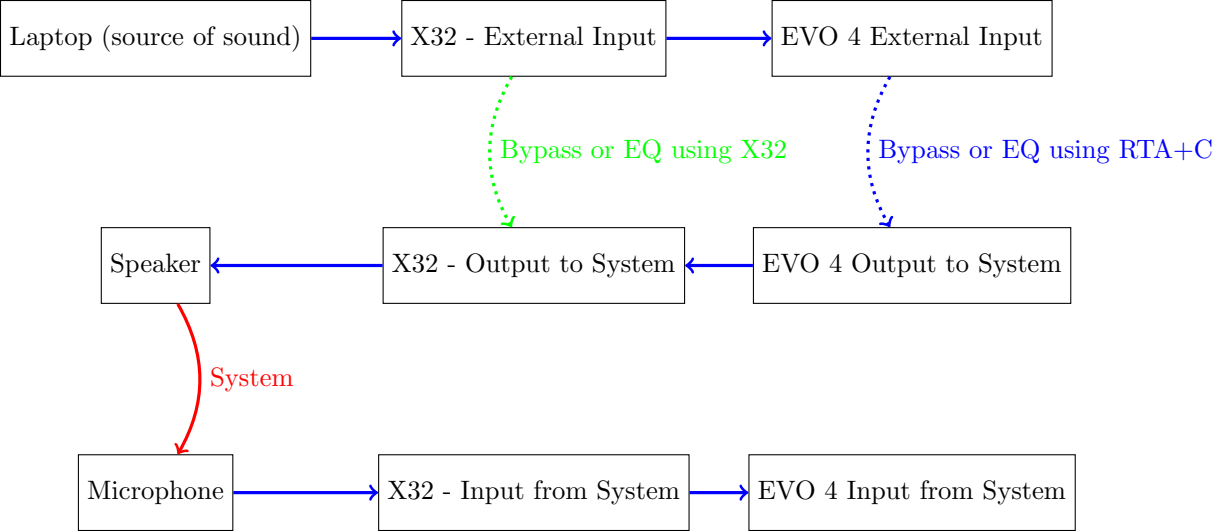 Laptop (source of sound)
X32 - External Input
EVO 4 External Input
Bypass or EQ using X32
Bypass or EQ using RTA+C
Speaker
X32 - Output to System
EVO 4 Output to System
System
Microphone
X32 - Input from System
EVO 4 Input from System